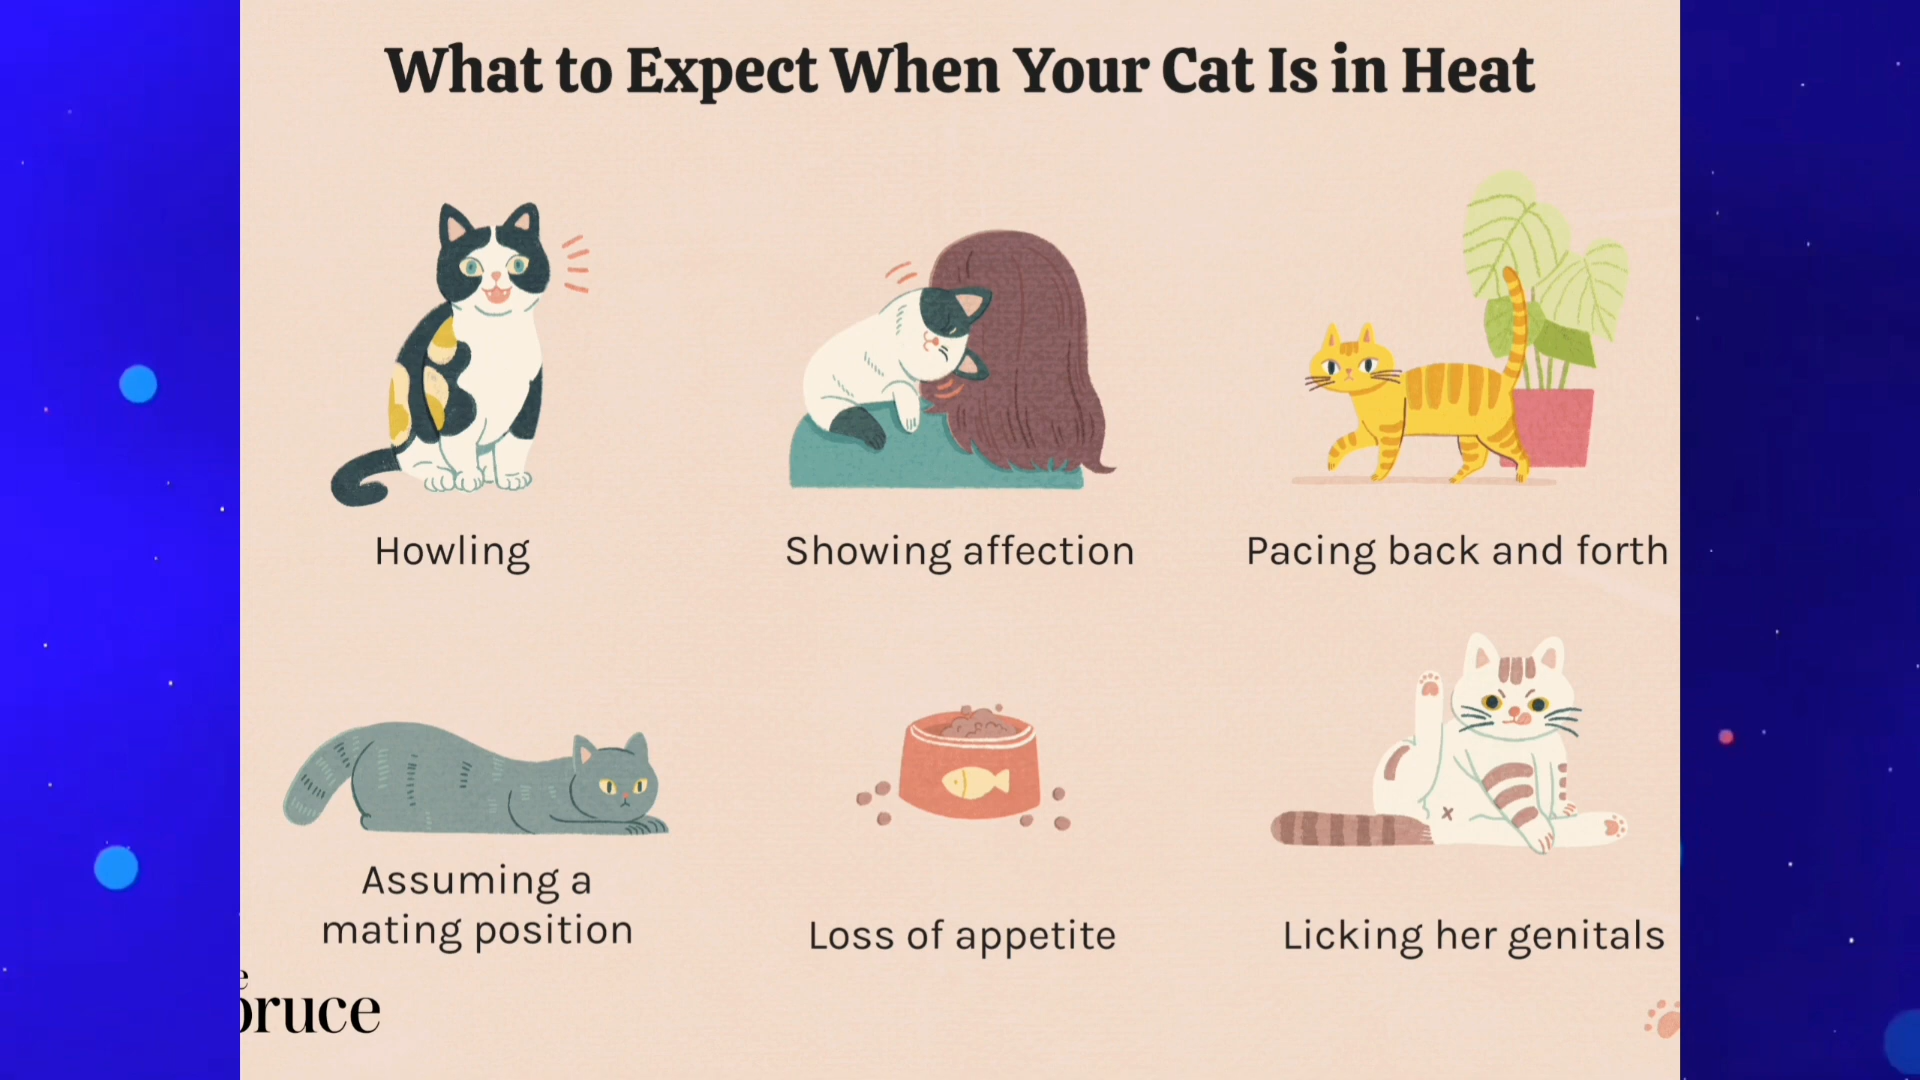 What to Expect When Your Cat Is in Heat
Howling
Showing affection
Pacing back and forth
Assuming a
mating position
Loss of appetite
Licking her genitals